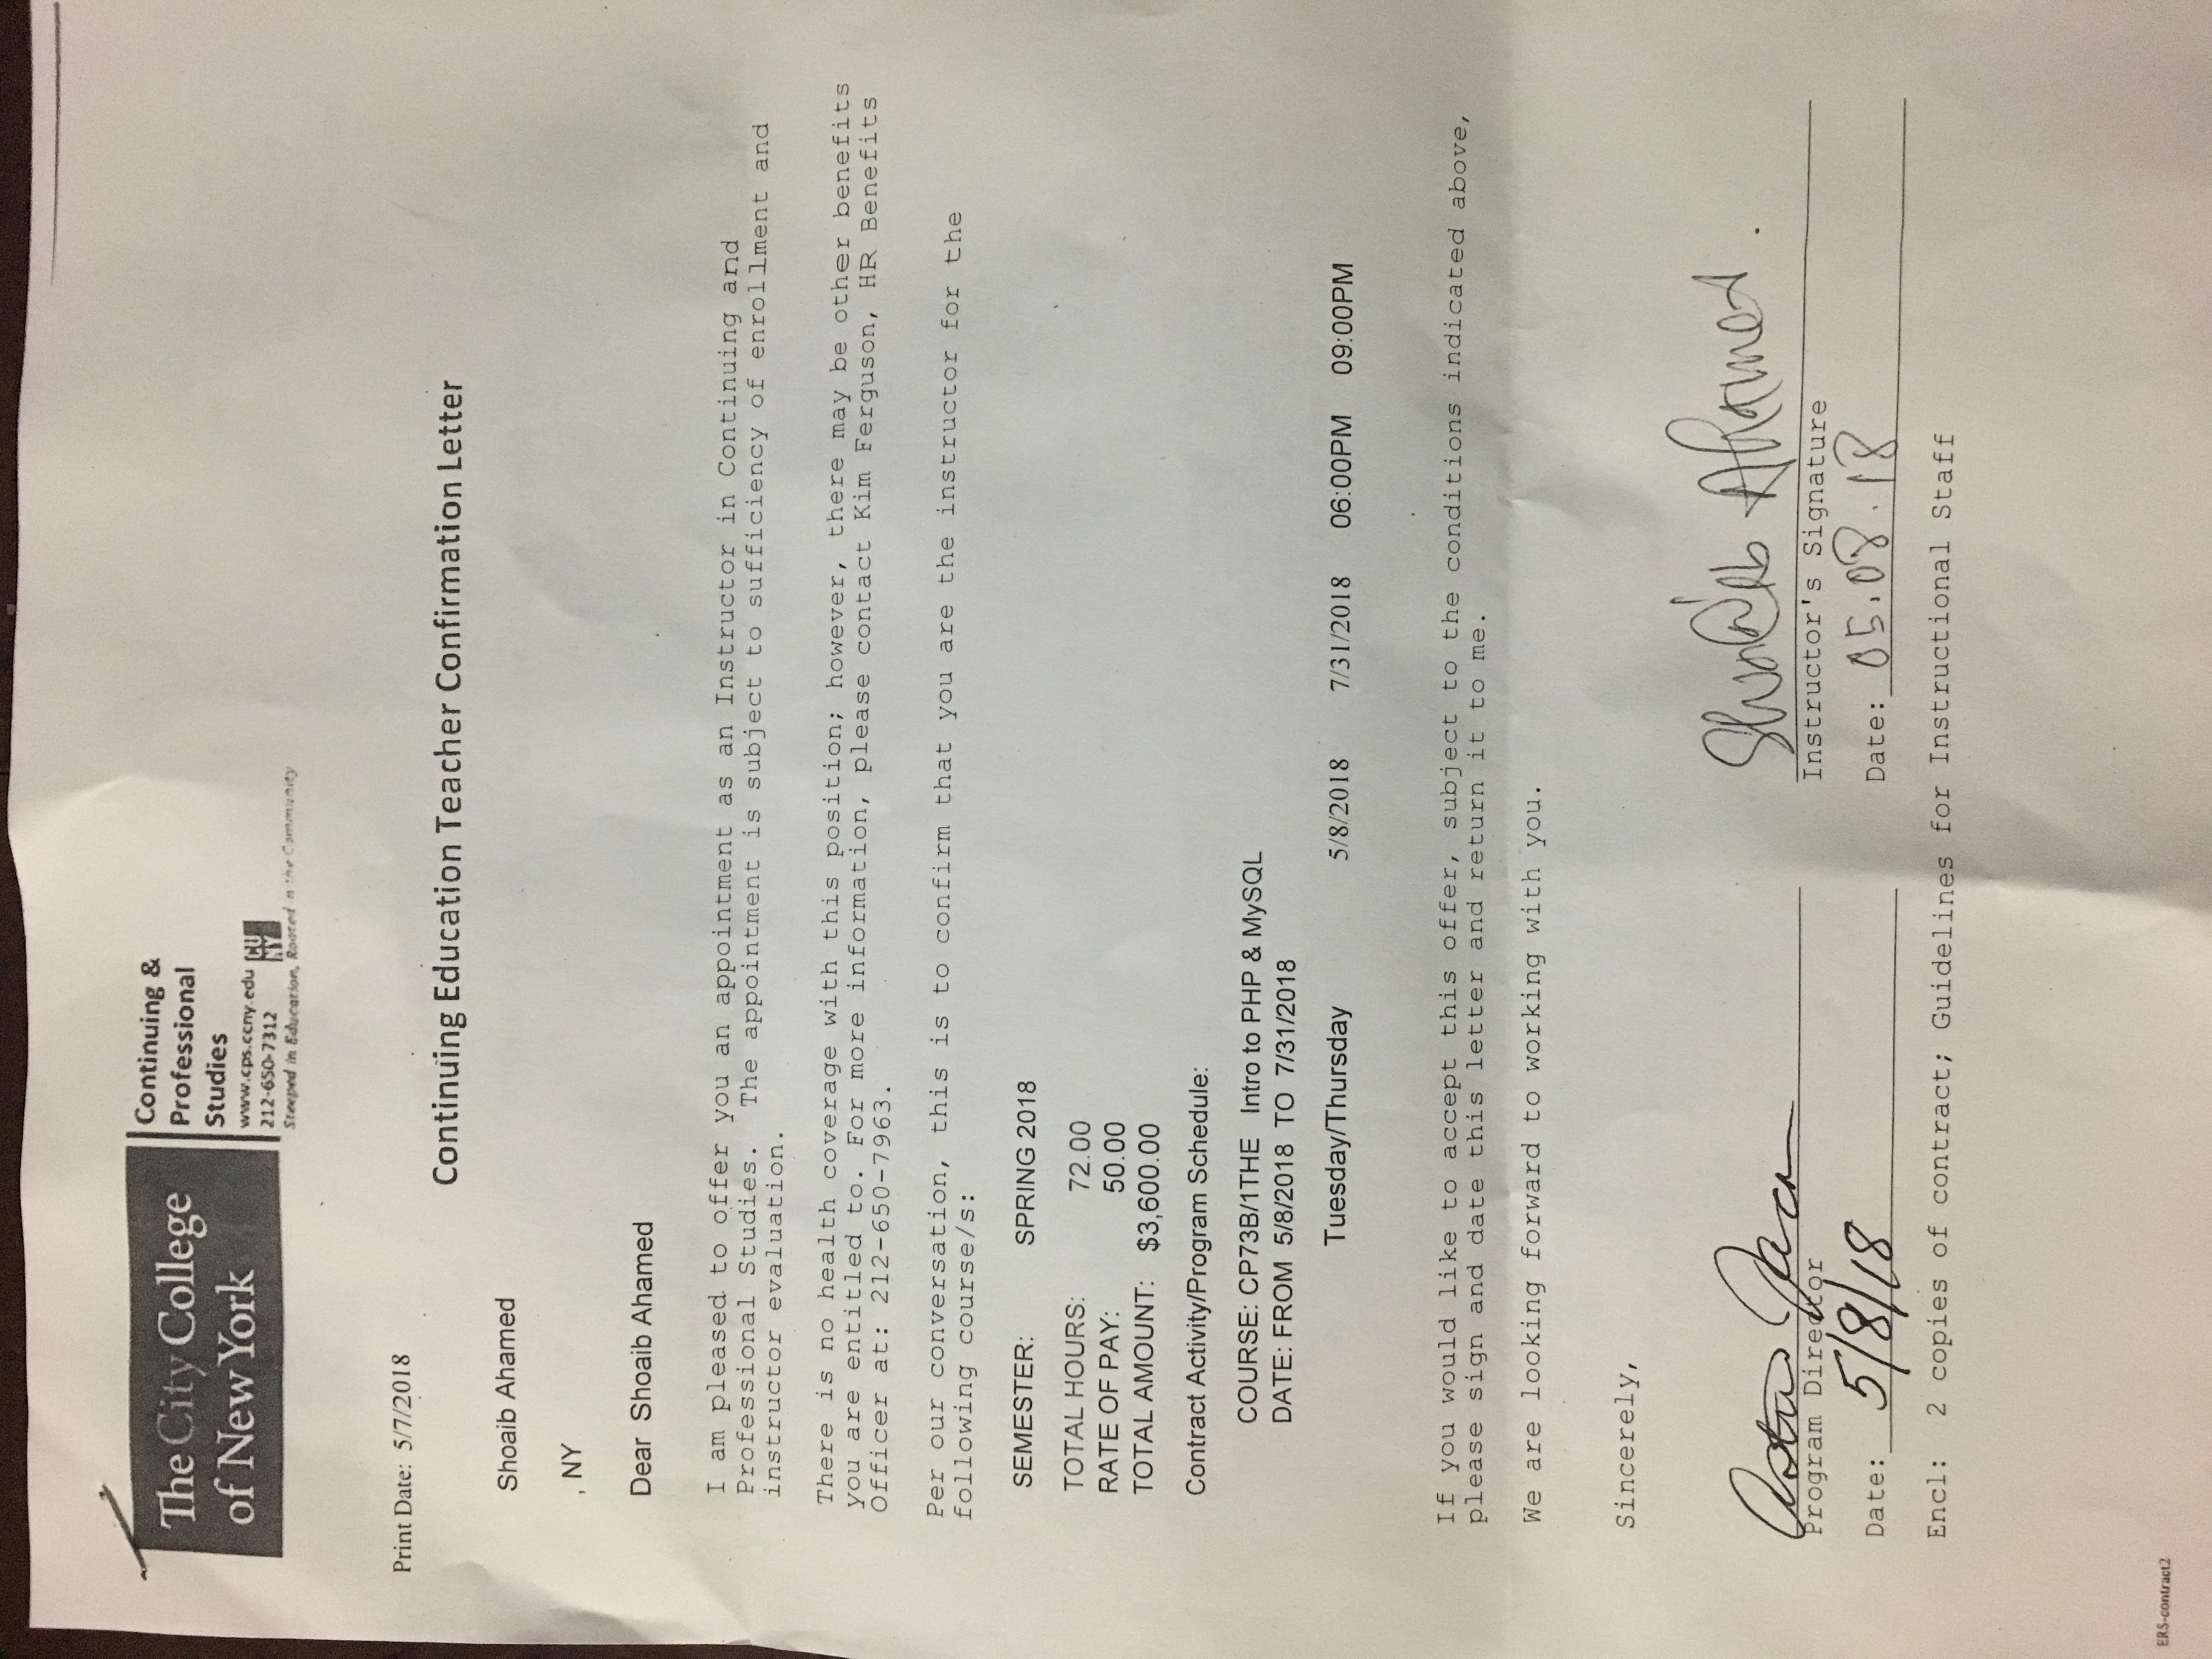 The City College
of New York
Continuing &
Professional
Studies
www.cps.ccny.edu
212-650-7312
CU
NY
Steeped in Education, Rooted in the Community
Print Date: 5/7/2018
Continuing Education Teacher Confirmation Letter
Shoaib Ahamed
, NY
Dear Shoaib Ahamed
I am pleased to offer you an appointment as an Instructor in Continuing and
Professional Studies. The appointment is subject to sufficiency of enrollment and
instructor evaluation.
There is no health coverage with this position; however, there may be other benefits
you are entitled to. For more information, please contact Kim Ferguson, HR Benefits
Officer at: 212-650-7963.
Per our conversation, this is to confirm that you are the instructor for the
following course/s:
SEMESTER: SPRING 2018
TOTAL HOURS: 72.00
RATE OF PAY: 50.00
TOTAL AMOUNT: $3,600.00
Contract Activity/Program Schedule:
COURSE: CP73B/1THE Intro to PHP & MySQL
DATE: FROM 5/8/2018 TO 7/31/2018
Tuesday/Thursday 5/8/2018 7/31/2018 06:00PM 09:00PM
If you would like to accept this offer, subject to the conditions indicated above,
please sign and date this letter and return it to me.
We are looking forward to working with you.
Sincerely,
Shoaib Ahamed.
Program Director Instructor's Signature
Date: 5/8/18 Date: 05.08.18
Encl: 2 copies of contract; Guidelines for Instructional Staff
ERS-contract2